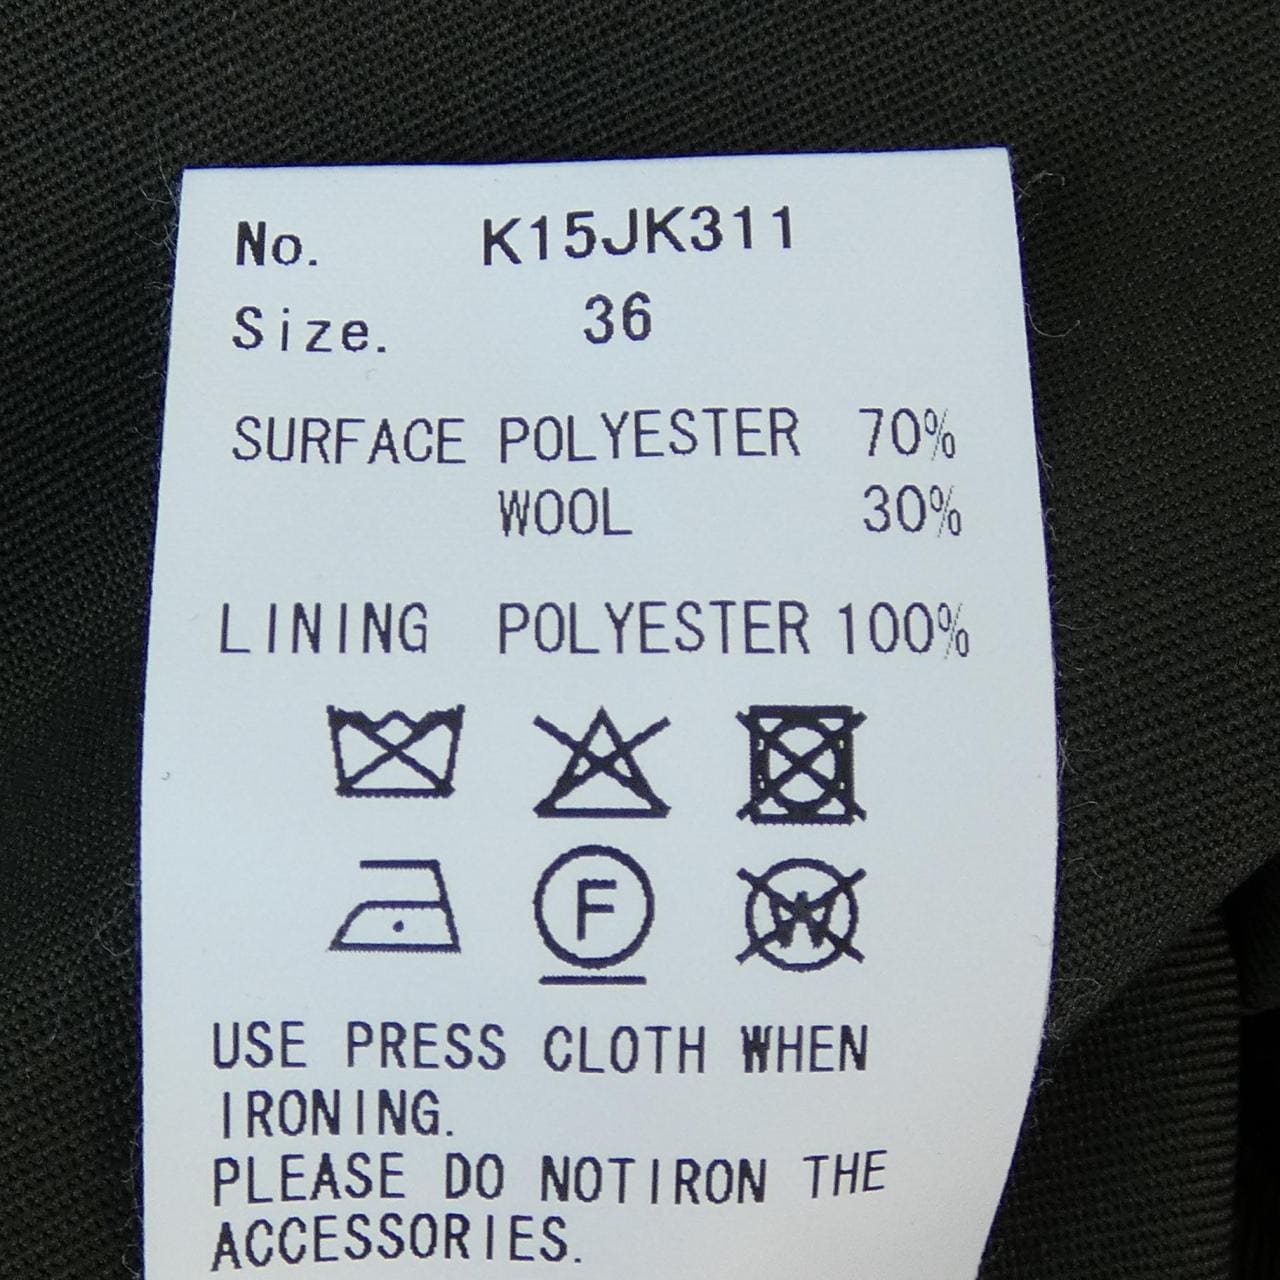 No. K15JK311
Size. 36
SURFACE POLYESTER 70%
WOOL 30%
LINING POLYESTER 100%
F
W
USE PRESS CLOTH WHEN
IRONING.
PLEASE DO NOTIRON THE
ACCESSORIES.